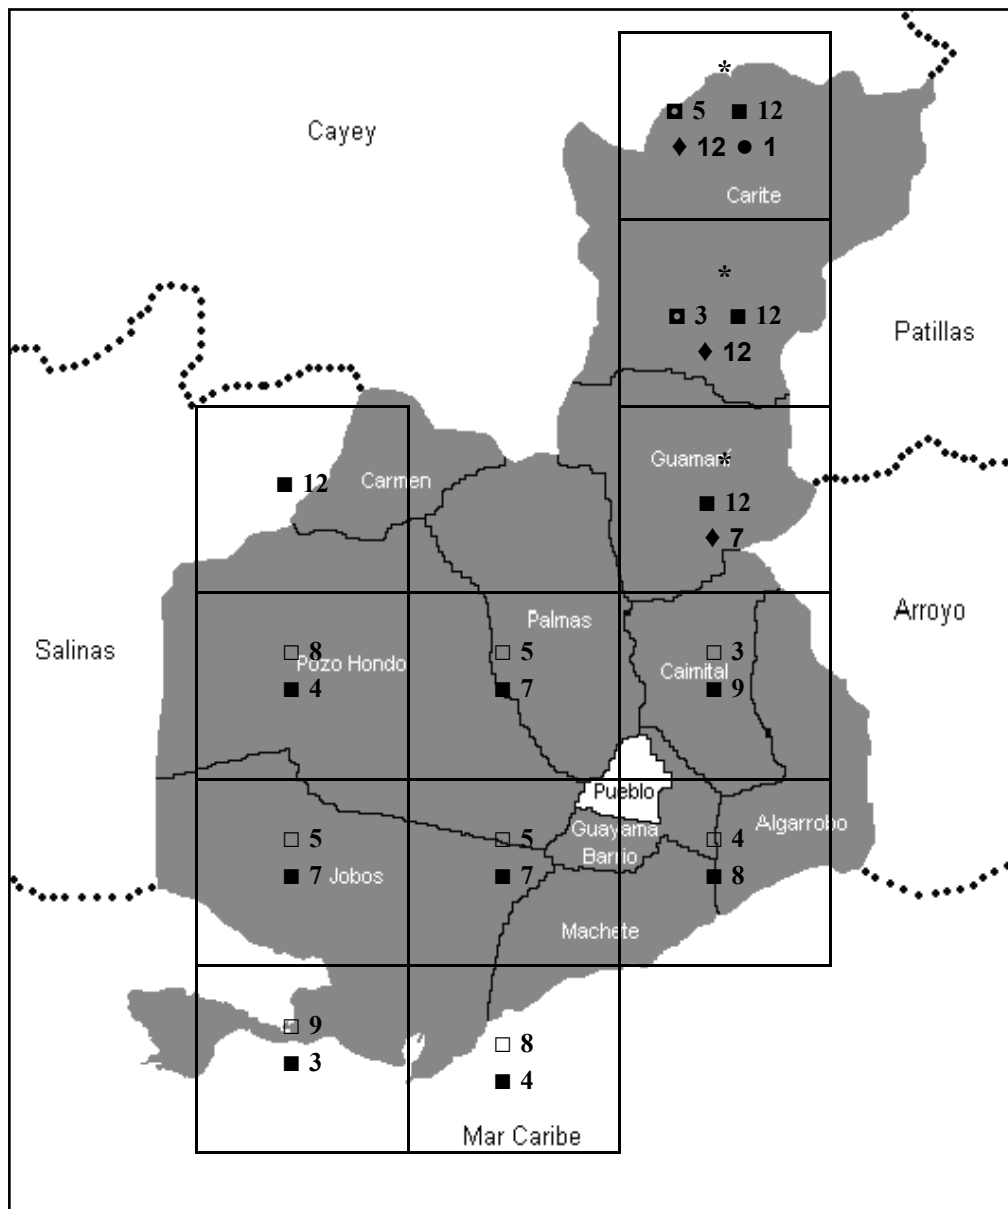 *
Cayey
◘ 5 ■ 12
♦ 12 ● 1
Carite
*
◘ 3 ■ 12
♦ 12
Patillas
Guamaní
*
■ 12
♦ 7
Carmen
■ 12
Arroyo
Salinas
Palmas
□ 8
Pozo Hondo
■ 4
□ 5
■ 7
□ 3
Caimital
■ 9
Pueblo
Guayama
Barrio
Algarrobo
□ 5
■ 7
Jobos
□ 5
■ 7
□ 4
■ 8
Machete
□ 9
■ 3
□ 8
■ 4
Mar Caribe